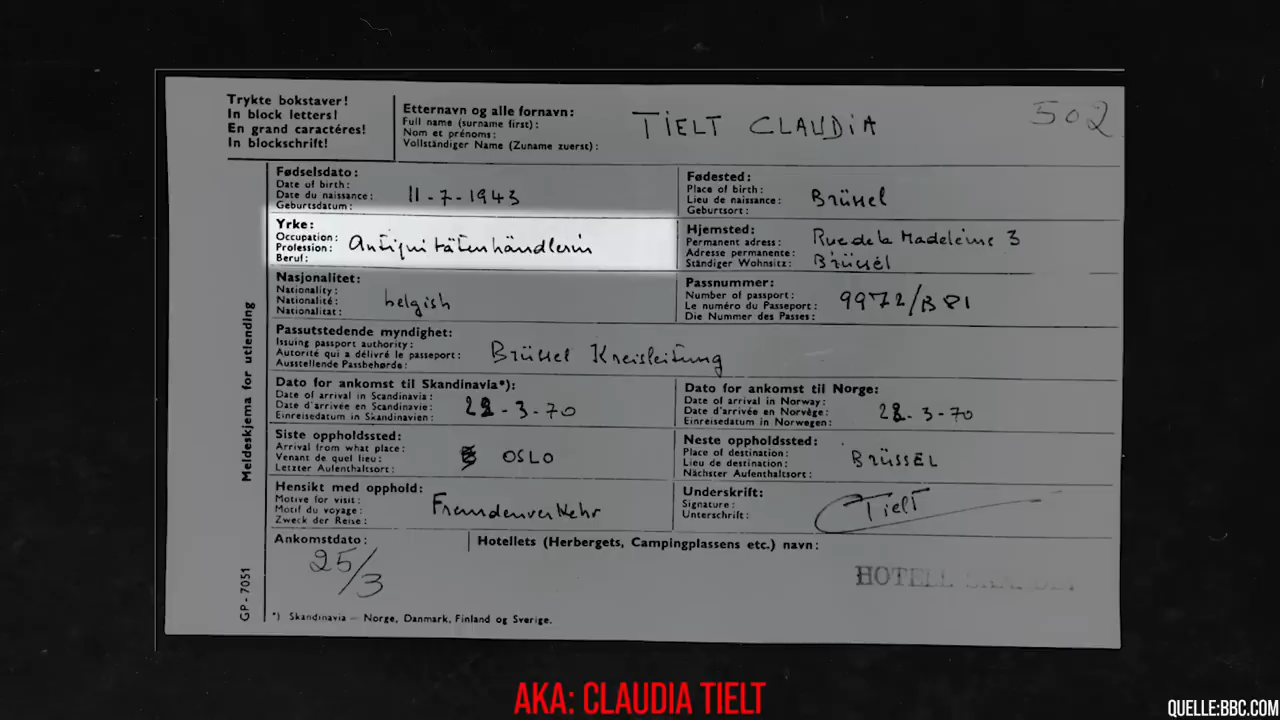 Trykte bokstaver!
In block letters!
En grand caractéres!
In blockschrift!
Etternavn og alle fornavn:
Full name (surname first):
Nom et prénoms:
Vollständiger Name (Zuname zuerst):
TIELT CLAUDIA
502
Fødselsdato:
Date of birth:
Date du naissance:
Geburtsdatum:
11-7-1943
Fødested:
Place of birth:
Lieu de naissance:
Geburtsort:
Brüssel
Yrke:
Occupation:
Profession:
Beruf:
Antiquitätenhändlerin
Hjemsted:
Permanent adress:
Adresse permanente:
Ständiger Wohnsitz:
Rue de la Madeleine 3
Brüssel
Nasjonalitet:
Nationality:
Nationalité:
Nationalitat:
belgish
Passnummer:
Number of passport:
Le numéro du Passeport:
Die Nummer des Passes:
9972/B
Passutstedende myndighet:
Issuing passport authority:
Autorité qui a délivré le passeport:
Ausstellende Passbehørde:
Brüssel Kreisleitung
Dato for ankomst til Skandinavia*):
Date of arrival in Scandinavia:
Date d'arrivée en Scandinavie:
Einreisedatum in Skandinavien:
-3-70
Dato for ankomst til Norge:
Date of arrival in Norway:
Date d'arrivée en Norvège:
Einreisedatum in Norwegen:
-3-70
Siste oppholdssted:
Arrival from what place:
Venant de quel lieu:
Letzter Aufenthaltsort:
OSLO
Neste oppholdssted:
Place of destination:
Lieu de destination:
Nächster Aufenthaltsort:
BRÜSSEL
Hensikt med opphold:
Motive for visit:
Motif du voyage:
Zweck der Reise:
Fremdenverkehr
Underskrift:
Signature:
Unterschrift:
Tielt
Ankomstdato:
25/3
Hotellets (Herbergets, Campingplassens etc.) navn:
HOTELL
*) Skandinavia — Norge, Danmark, Finland og Sverige.
Meldeskjema for utlending
GP - 7051
AKA: CLAUDIA TIELT
QUELLE:BBC.COM